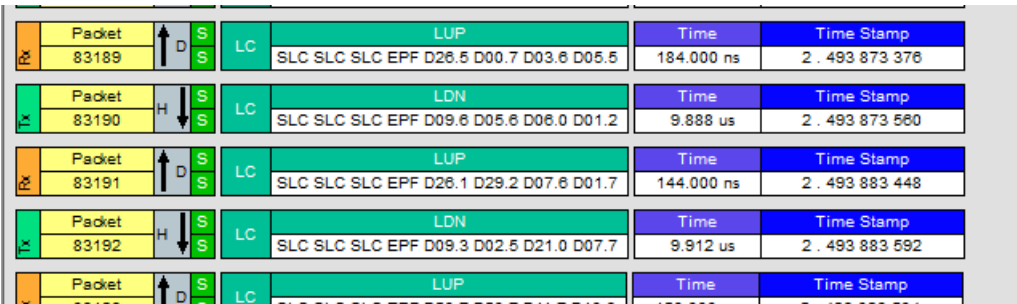 Packet D S LC LUP Time Time Stamp
Rx 83189 S SLC SLC SLC EPF D26.5 D00.7 D03.6 D05.5 184.000 ns 2 . 493 873 376
Packet H S LC LDN Time Time Stamp
Tx 83190 S SLC SLC SLC EPF D09.6 D05.6 D06.0 D01.2 9.888 us 2 . 493 873 560
Packet D S LC LUP Time Time Stamp
Rx 83191 S SLC SLC SLC EPF D26.1 D29.2 D07.6 D01.7 144.000 ns 2 . 493 883 448
Packet H S LC LDN Time Time Stamp
Tx 83192 S SLC SLC SLC EPF D09.3 D02.5 D21.0 D07.7 9.912 us 2 . 493 883 592
Packet D S LC LUP Time Time Stamp